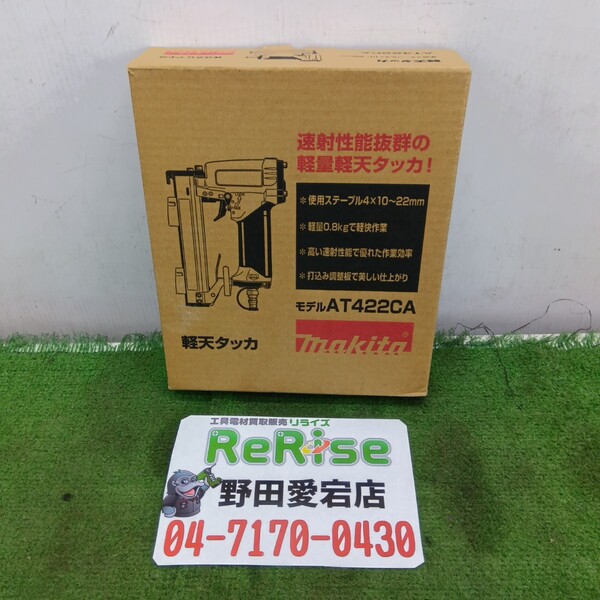 速射性能抜群の
軽量軽天タッカ！
＊使用ステープル4×10〜22mm
＊軽量0.8kgで軽快作業
＊高い速射性能で優れた作業効率
＊打込み調整板で美しい仕上がり
モデルAT422CA
軽天タッカ
makita®
工具電材買取販売リライズ
ReRise
野田愛宕店
04-7170-0430